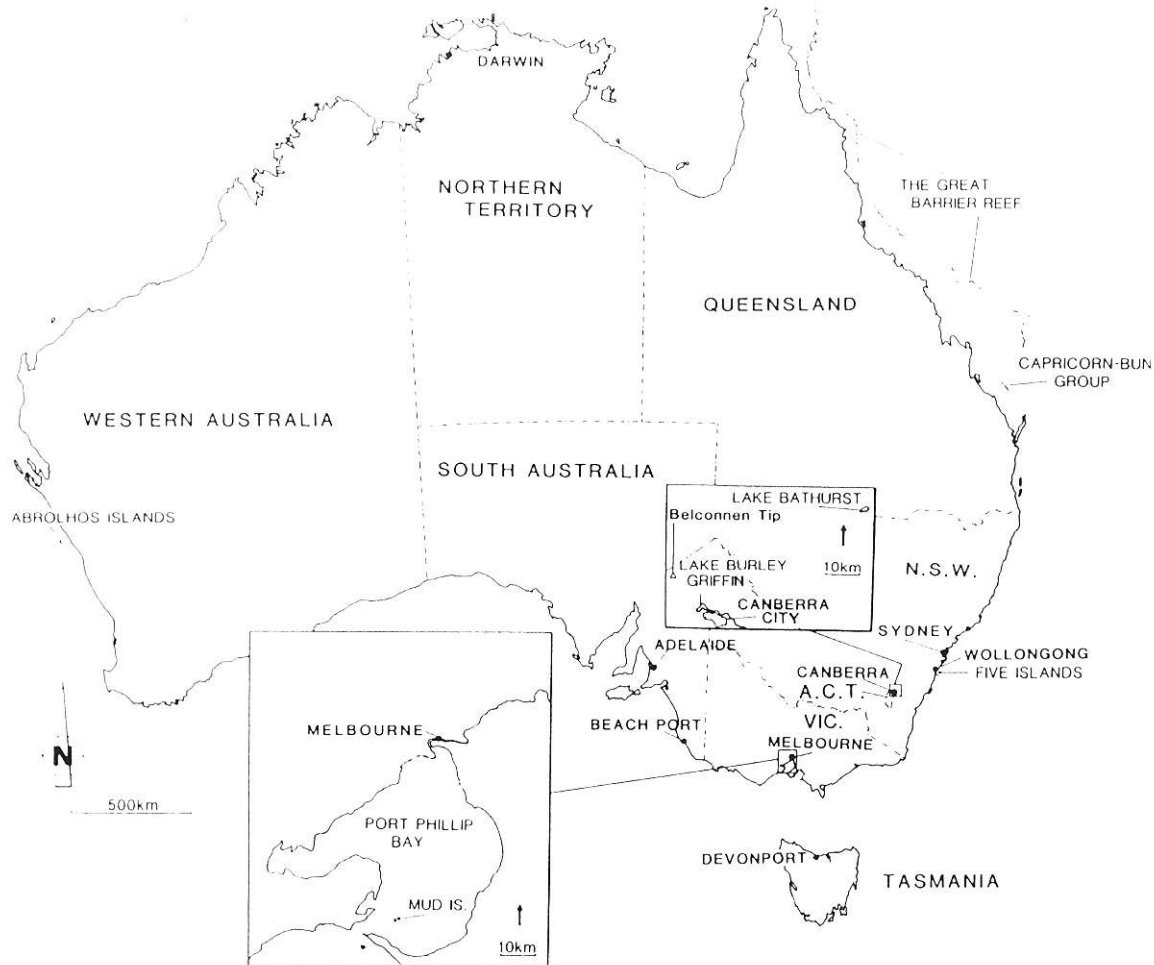 DARWIN
NORTHERN
TERRITORY
THE GREAT
BARRIER REEF
QUEENSLAND
CAPRICORN-BUN
GROUP
WESTERN AUSTRALIA
SOUTH AUSTRALIA
ABROLHOS ISLANDS
LAKE BATHURST
Belconnen Tip
10km
LAKE BURLEY
GRIFFIN
CANBERRA
CITY
N.S.W.
SYDNEY
WOLLONGONG
FIVE ISLANDS
ADELAIDE
CANBERRA
A.C.T.
VIC.
BEACH PORT
MELBOURNE
N
500km
MELBOURNE
PORT PHILLIP
BAY
MUD IS.
10km
DEVONPORT
TASMANIA